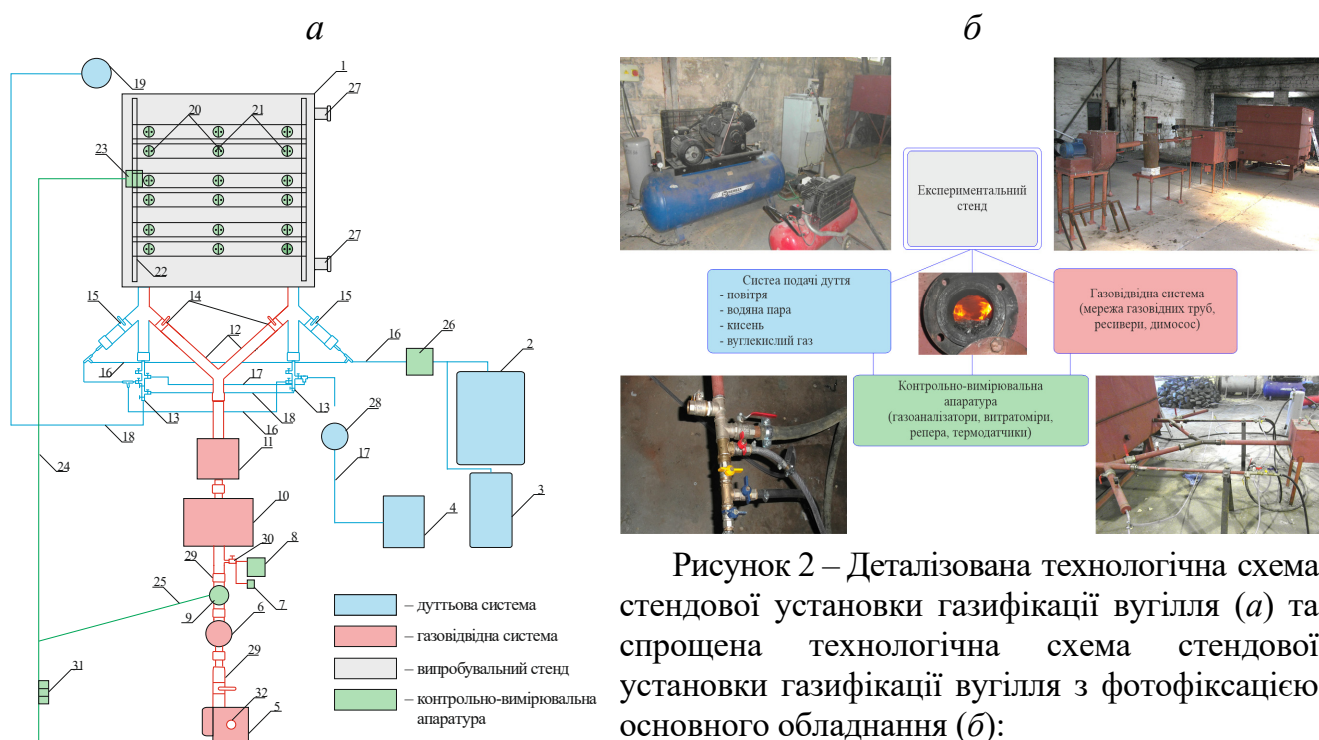 а
б
19
1
27
20
21
23
22
27
15
14
15
12
16
26
2
16
17
13
18
16
13
18
28
11
24
17
3
4
10
30
8
29
25
7
9
6
29
31
32
5
– дуттьова система
– газовідвідна система
– випробувальний стенд
– контрольно-вимірювальна
апаратура
Експериментальний
стенд
Систеа подачі дуття
- повітря
- водяна пара
- кисень
- вуглекислий газ
Газовідвідна система
(мережа газовідних труб,
ресивери, димосос)
Контрольно-вимірювальна
апаратура
(газоаналізатори, витратоміри,
репера, термодатчики)
Рисунок 2 – Деталізована технологічна схема
стендової установки газифікації вугілля (а) та
спрощена технологічна схема стендової
установки газифікації вугілля з фотофіксацією
основного обладнання (б):